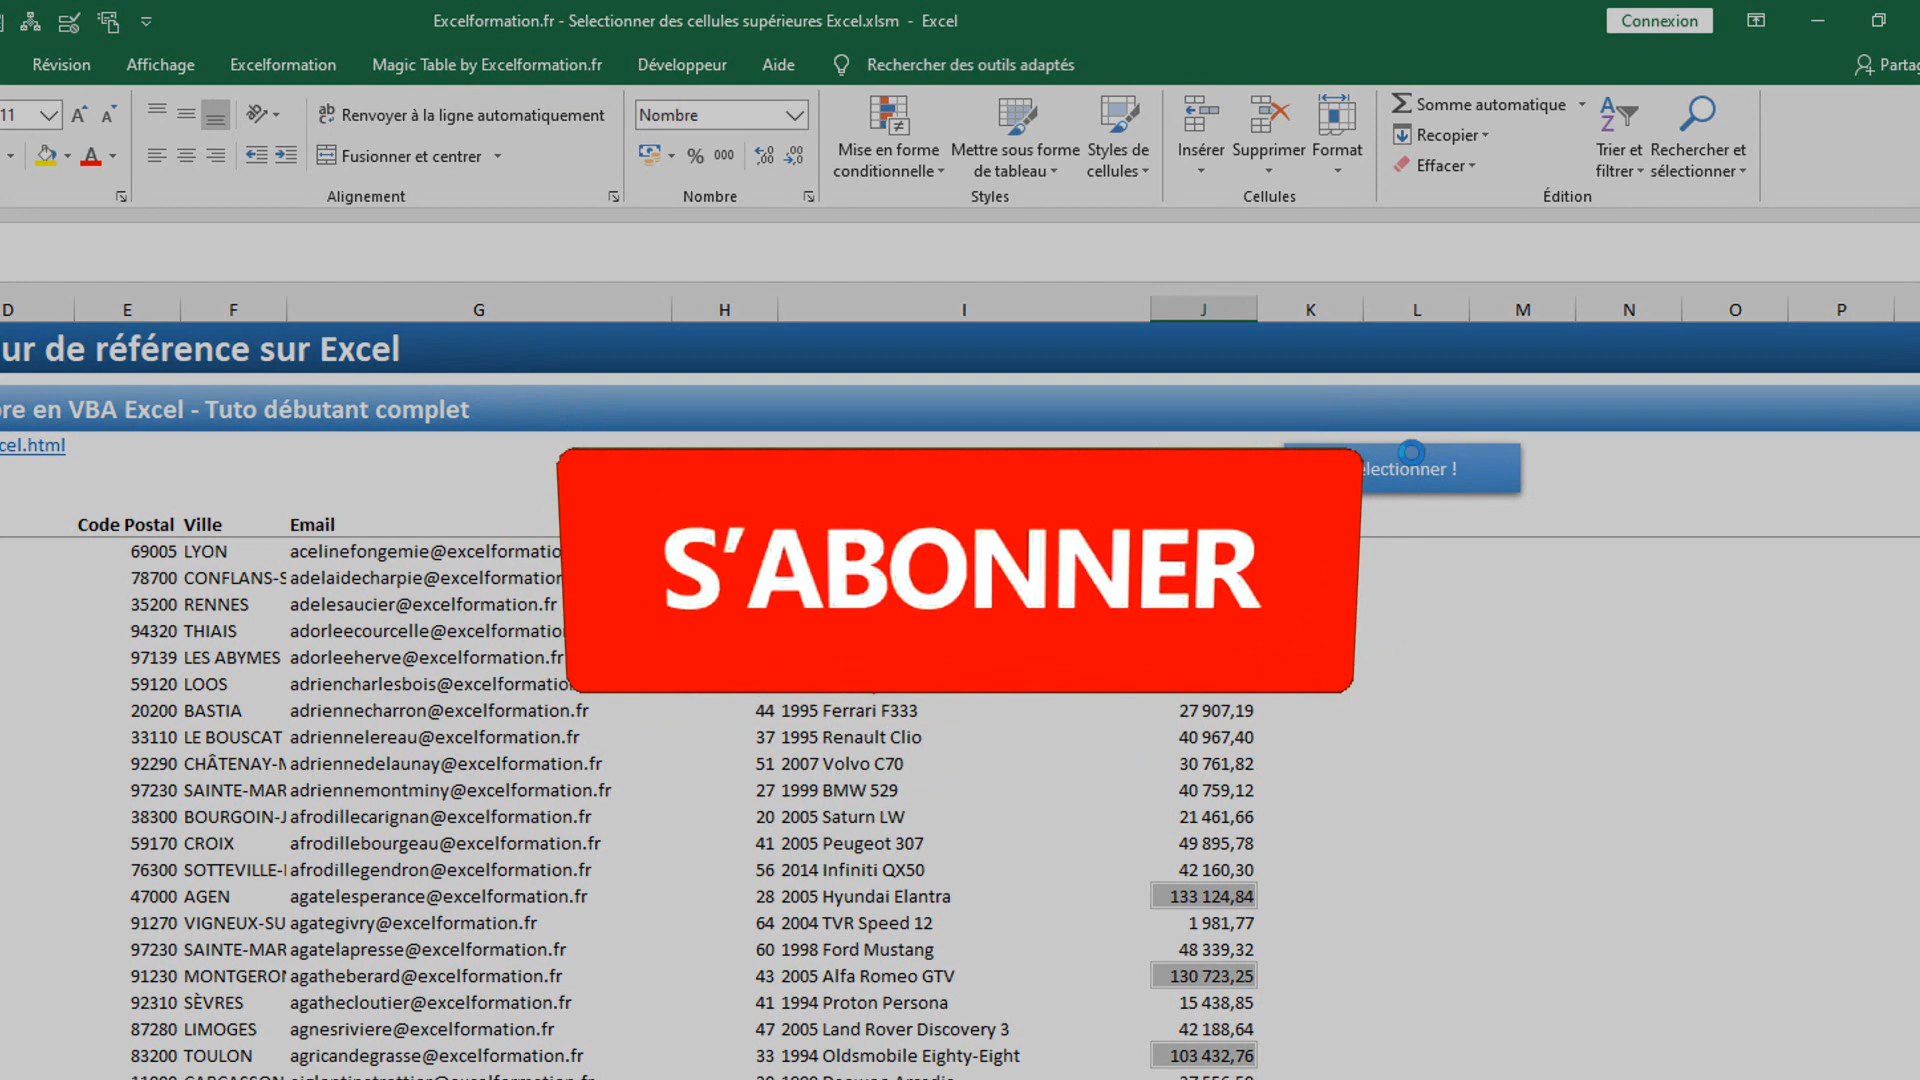 Excelformation.fr - Selectionner des cellules supérieures Excel.xlsm - Excel
Connexion
Révision Affichage Excelformation Magic Table by Excelformation.fr Développeur Aide Rechercher des outils adaptés
11 Renvoyer à la ligne automatiquement Nombre
Fusionner et centrer % 000
Mise en forme conditionnelle Mettre sous forme de tableau Styles de cellules
Insérer Supprimer Format
Somme automatique
Recopier
Effacer
Trier et filtrer Rechercher et sélectionner
Alignement Nombre Styles Cellules Édition
D E F G H I J K L M N O P
ur de référence sur Excel
re en VBA Excel - Tuto débutant complet
cel.html
electionner !
S'ABONNER
Code Postal Ville Email
69005 LYON acelinefongemie@excelformatio
78700 CONFLANS-S adelaidecharpie@excelformation
35200 RENNES adelesaucier@excelformation.fr
94320 THIAIS adorleecourcelle@excelformation
97139 LES ABYMES adorleeherve@excelformation.fr
59120 LOOS adriencharlesbois@excelformatio
20200 BASTIA adriennecharron@excelformation.fr 44 1995 Ferrari F333 27 907,19
33110 LE BOUSCAT adriennelereau@excelformation.fr 37 1995 Renault Clio 40 967,40
92290 CHÂTENAY-M adriennedelaunay@excelformation.fr 51 2007 Volvo C70 30 761,82
97230 SAINTE-MAR adriennemontminy@excelformation.fr 27 1999 BMW 529 40 759,12
38300 BOURGOIN-J afrodillecarignan@excelformation.fr 20 2005 Saturn LW 21 461,66
59170 CROIX afrodillebourgeau@excelformation.fr 41 2005 Peugeot 307 49 895,78
76300 SOTTEVILLE- afrodillegendron@excelformation.fr 56 2014 Infiniti QX50 42 160,30
47000 AGEN agatelesperance@excelformation.fr 28 2005 Hyundai Elantra 133 124,84
91270 VIGNEUX-SU agategivry@excelformation.fr 64 2004 TVR Speed 12 1 981,77
97230 SAINTE-MAR agatelapresse@excelformation.fr 60 1998 Ford Mustang 48 339,32
91230 MONTGERON agatheberard@excelformation.fr 43 2005 Alfa Romeo GTV 130 723,25
92310 SÈVRES agathecloutier@excelformation.fr 41 1994 Proton Persona 15 438,85
87280 LIMOGES agnesriviere@excelformation.fr 47 2005 Land Rover Discovery 3 42 188,64
83200 TOULON agricandegrasse@excelformation.fr 33 1994 Oldsmobile Eighty-Eight 103 432,76